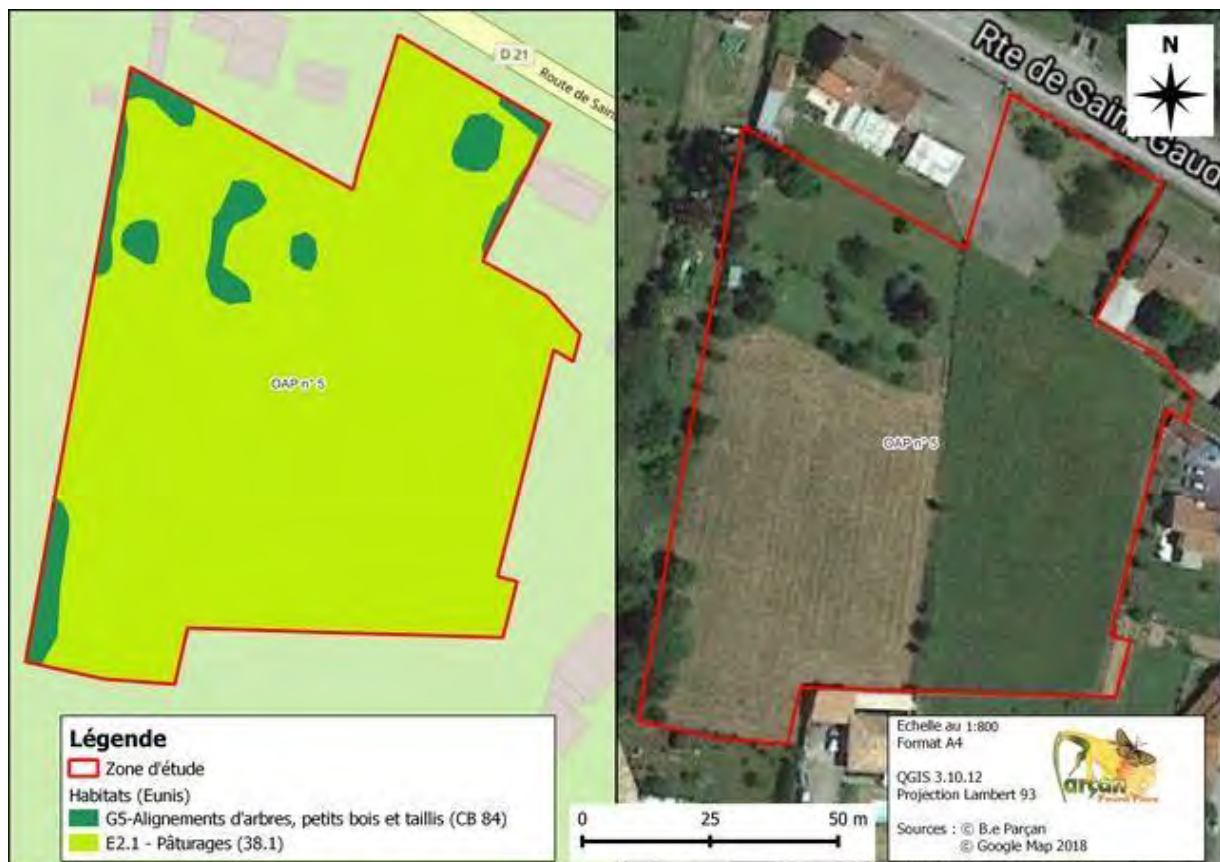 D 21
Route de Sain
OAP n° 5
Légende
Zone d'étude
Habitats (Eunis)
G5-Alignements d'arbres, petits bois et taillis (CB 84)
E2.1 - Pâturages (38.1)
Rte de Saint Gaud
N
OAP n° 5
0 25 50 m
Echelle au 1:800
Format A4
QGIS 3.10.12
Projection Lambert 93
Sources : © B.e Parçan
© Google Map 2018
Parçan